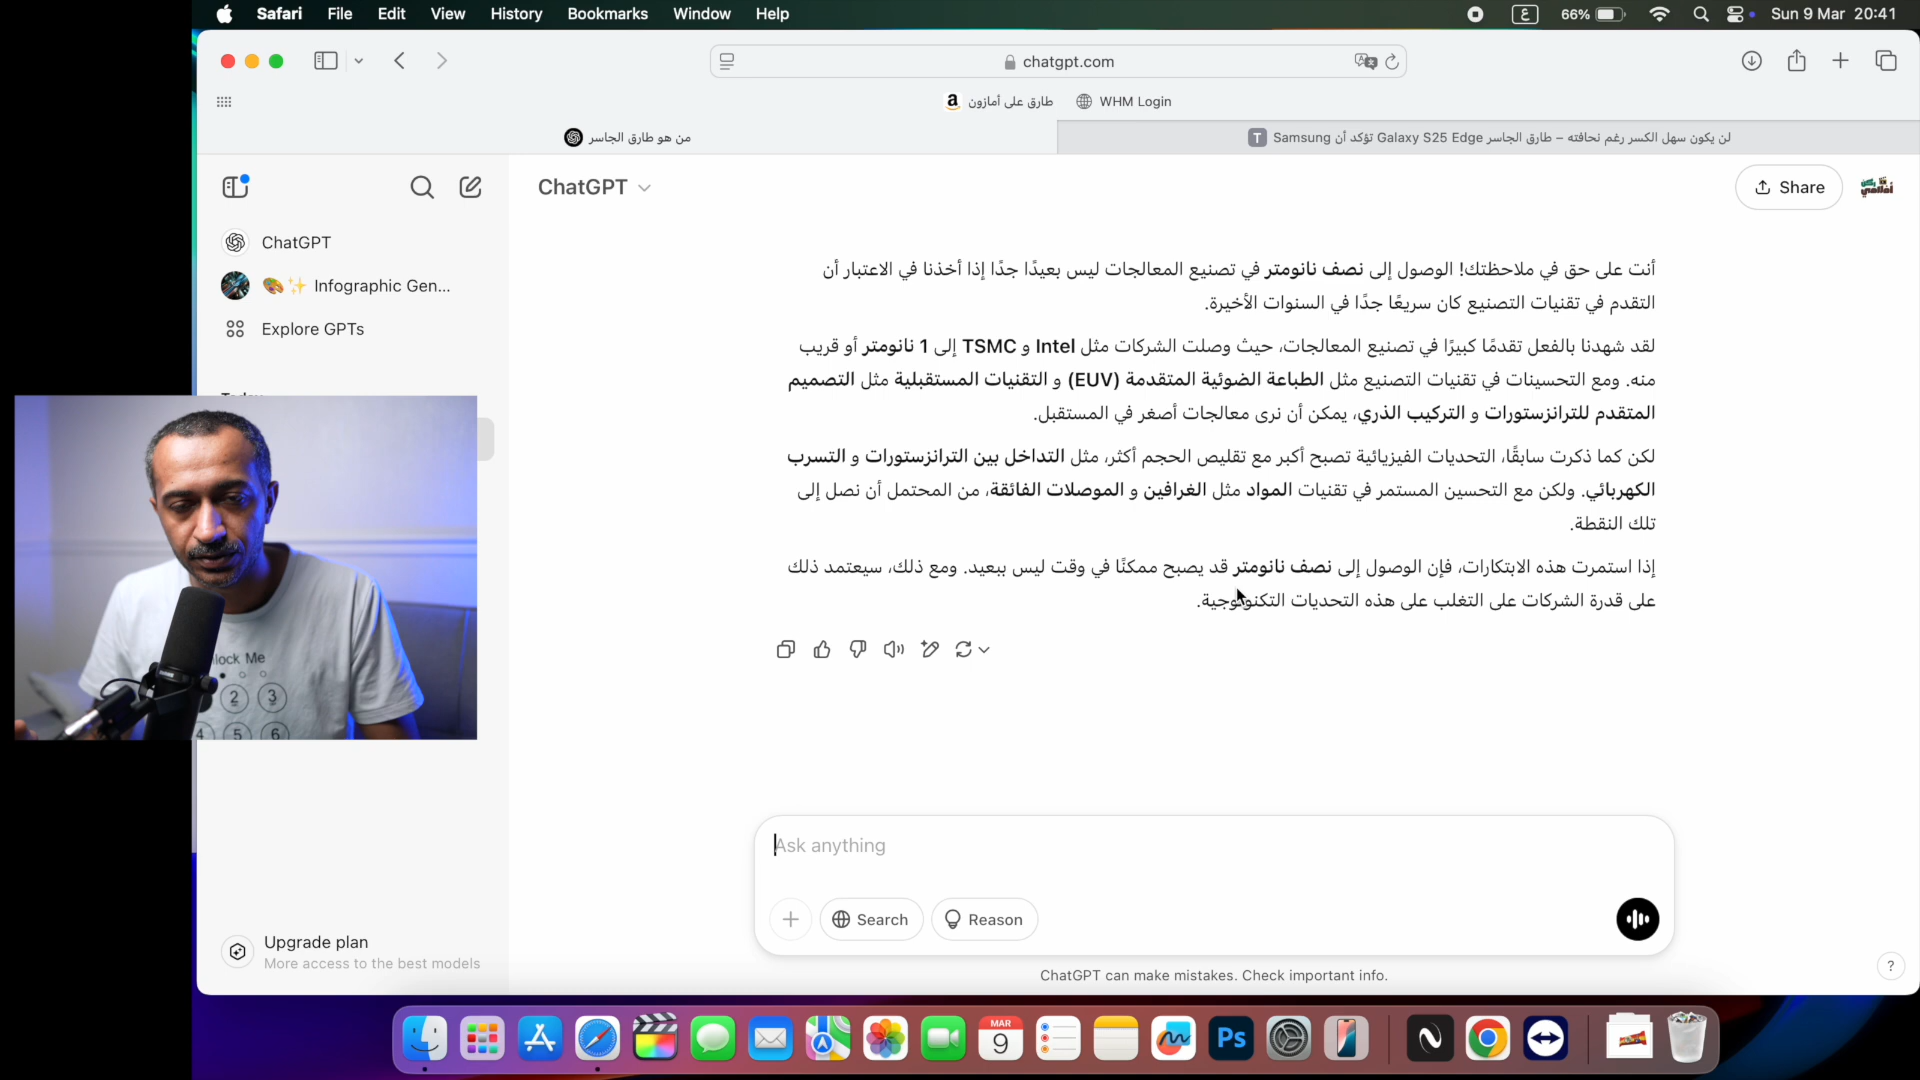 Safari File Edit View History Bookmarks Window Help
ع 66% Sun 9 Mar 20:41
chatgpt.com
طارق على أمازون WHM Login
من هو طارق الجاسر
T Samsung تؤكد أن Galaxy S25 Edge لن يكون سهل الكسر رغم نحافته – طارق الجاسر
ChatGPT
Share
ChatGPT
Infographic Gen...
Explore GPTs
أنت على حق في ملاحظتك! الوصول إلى نصف نانومتر في تصنيع المعالجات ليس بعيدًا جدًا إذا أخذنا في الاعتبار أن
التقدم في تقنيات التصنيع كان سريعًا جدًا في السنوات الأخيرة.
لقد شهدنا بالفعل تقدمًا كبيرًا في تصنيع المعالجات، حيث وصلت الشركات مثل Intel و TSMC إلى 1 نانومتر أو قريب
منه. ومع التحسينات في تقنيات التصنيع مثل الطباعة الضوئية المتقدمة (EUV) و التقنيات المستقبلية مثل التصميم
المتقدم للترانزستورات و التركيب الذري، يمكن أن نرى معالجات أصغر في المستقبل.
لكن كما ذكرت سابقًا، التحديات الفيزيائية تصبح أكبر مع تقليص الحجم أكثر، مثل التداخل بين الترانزستورات و التسرب
الكهربائي. ولكن مع التحسين المستمر في تقنيات المواد مثل الغرافين و الموصلات الفائقة، من المحتمل أن نصل إلى
تلك النقطة.
إذا استمرت هذه الابتكارات، فإن الوصول إلى نصف نانومتر قد يصبح ممكنًا في وقت ليس ببعيد. ومع ذلك، سيعتمد ذلك
على قدرة الشركات على التغلب على هذه التحديات التكنولوجية.
lock Me
2 3
4 5 6
Ask anything
Search Reason
Upgrade plan
More access to the best models
ChatGPT can make mistakes. Check important info.
?
MAR
9
Ps